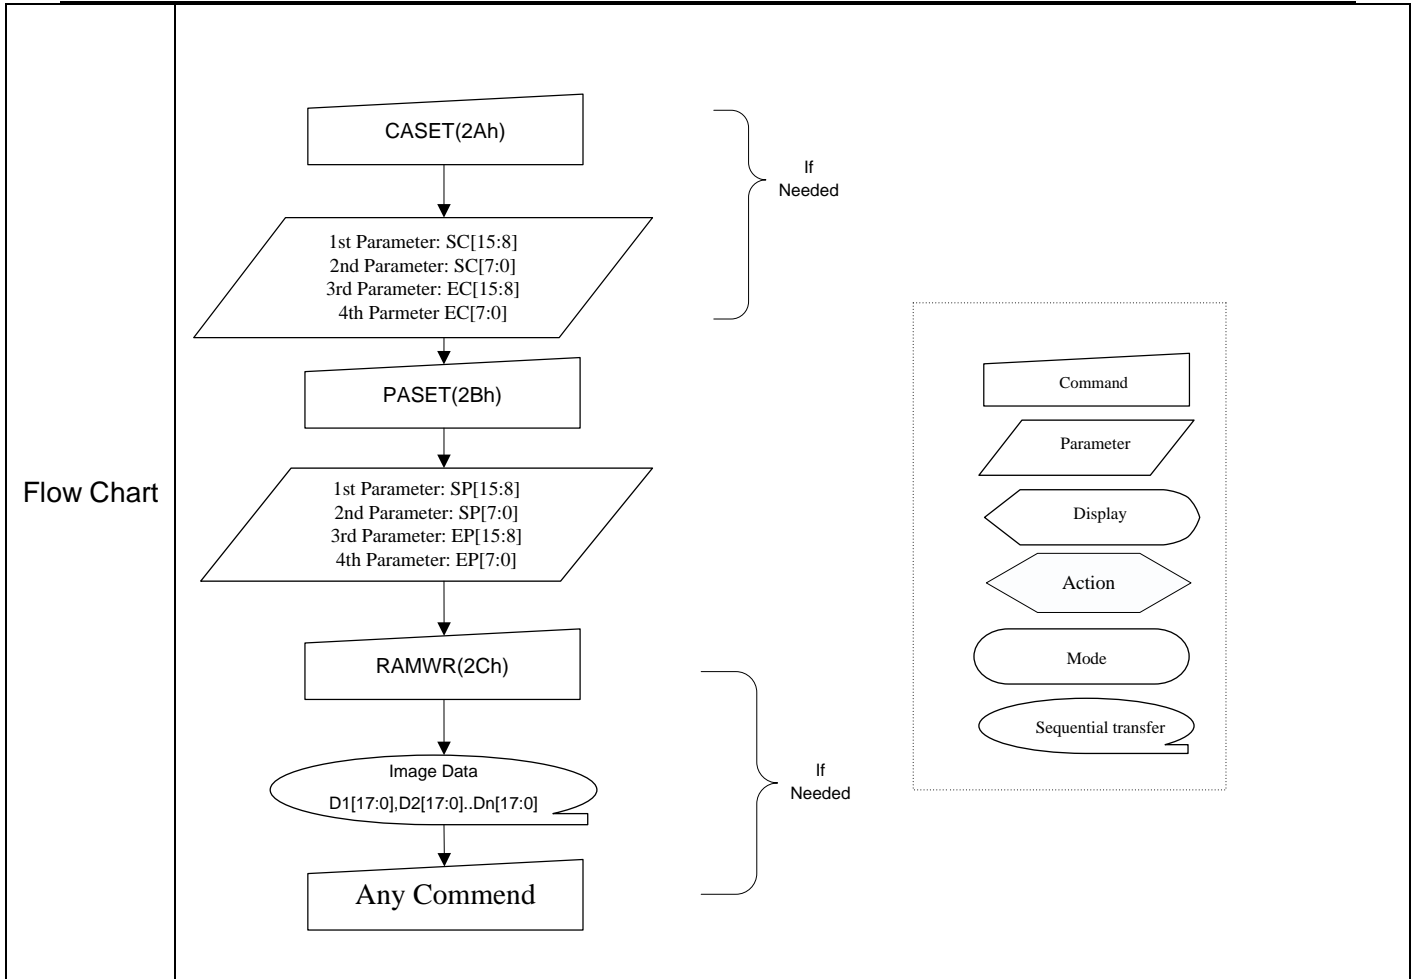 Flow Chart
CASET(2Ah)
1st Parameter: SC[15:8]
2nd Parameter: SC[7:0]
3rd Parameter: EC[15:8]
4th Parmeter EC[7:0]
If
Needed
PASET(2Bh)
1st Parameter: SP[15:8]
2nd Parameter: SP[7:0]
3rd Parameter: EP[15:8]
4th Parameter: EP[7:0]
RAMWR(2Ch)
Image Data
D1[17:0],D2[17:0]..Dn[17:0]
Any Commend
If
Needed
Command
Parameter
Display
Action
Mode
Sequential transfer